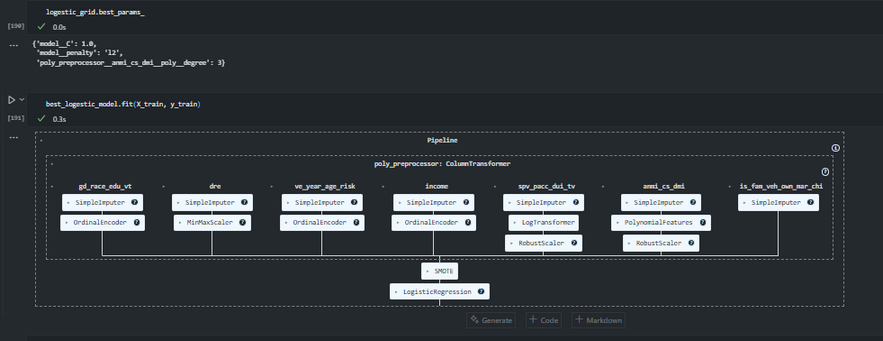 logestic_grid.best_params_
[190]
0.0s
...
{'model__C': 1.0,
'model__penalty': 'l2',
'poly_preprocessor__anmi_cs_dmi__poly__degree': 3}
best_logestic_model.fit(X_train, y_train)
[191]
0.3s
...
Pipeline
poly_preprocessor: ColumnTransformer
gd_race_edu_vt dre ve_year_age_risk income spv_pacc_dui_tv anmi_cs_dmi is_fam_veh_own_mar_chi
SimpleImputer ? SimpleImputer ? SimpleImputer ? SimpleImputer ? SimpleImputer ? SimpleImputer ? SimpleImputer ?
OrdinalEncoder ? MinMaxScaler ? OrdinalEncoder ? OrdinalEncoder ? LogTransformer PolynomialFeatures ?
RobustScaler ? RobustScaler ?
SMOTE
LogisticRegression ?
Generate + Code + Markdown